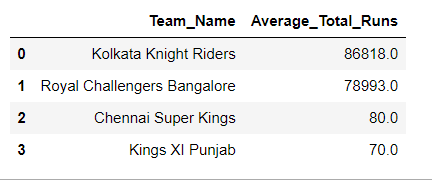 Team_Name Average_Total_Runs
0 Kolkata Knight Riders 86818.0
1 Royal Challengers Bangalore 78993.0
2 Chennai Super Kings 80.0
3 Kings XI Punjab 70.0